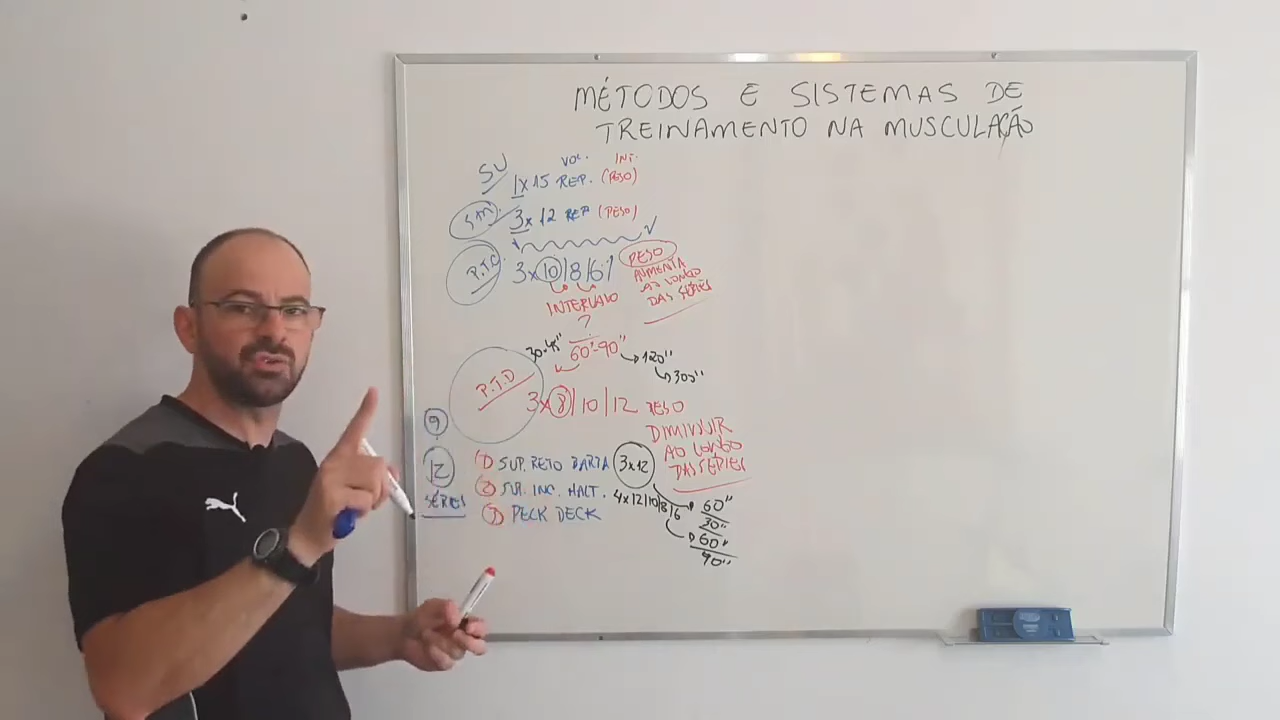 MÉTODOS E SISTEMAS DE
TREINAMENTO NA MUSCULAÇÃO
VOL. INT.
SU 1x15 REP. (PESO)
S.M. 3x12 REP (PESO)
P.T.C. 3x10/8/6
PESO
AUMENTA
AO LONGO
DAS SÉRIES
INTERVALO
?
30-45" 60"-90" 120"
300"
P.T.D 3x8/10/12 PESO
DIMINUIR
AO LONGO
DAS SÉRIES
9
12
SÉRIES
1) SUP. RETO BARRA 3x12
2) SUP. INC. HALT. 4x12/10/8/6
3) PECK DECK
60"
30"
60"
90"